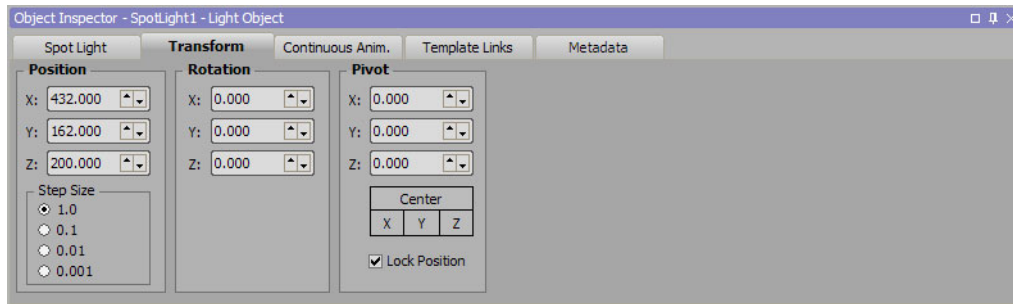 Object Inspector - SpotLight1 - Light Object
Spot Light Transform Continuous Anim. Template Links Metadata
Position
X: 432.000
Y: 162.000
Z: 200.000
Step Size
1.0
0.1
0.01
0.001
Rotation
X: 0.000
Y: 0.000
Z: 0.000
Pivot
X: 0.000
Y: 0.000
Z: 0.000
Center
X Y Z
Lock Position